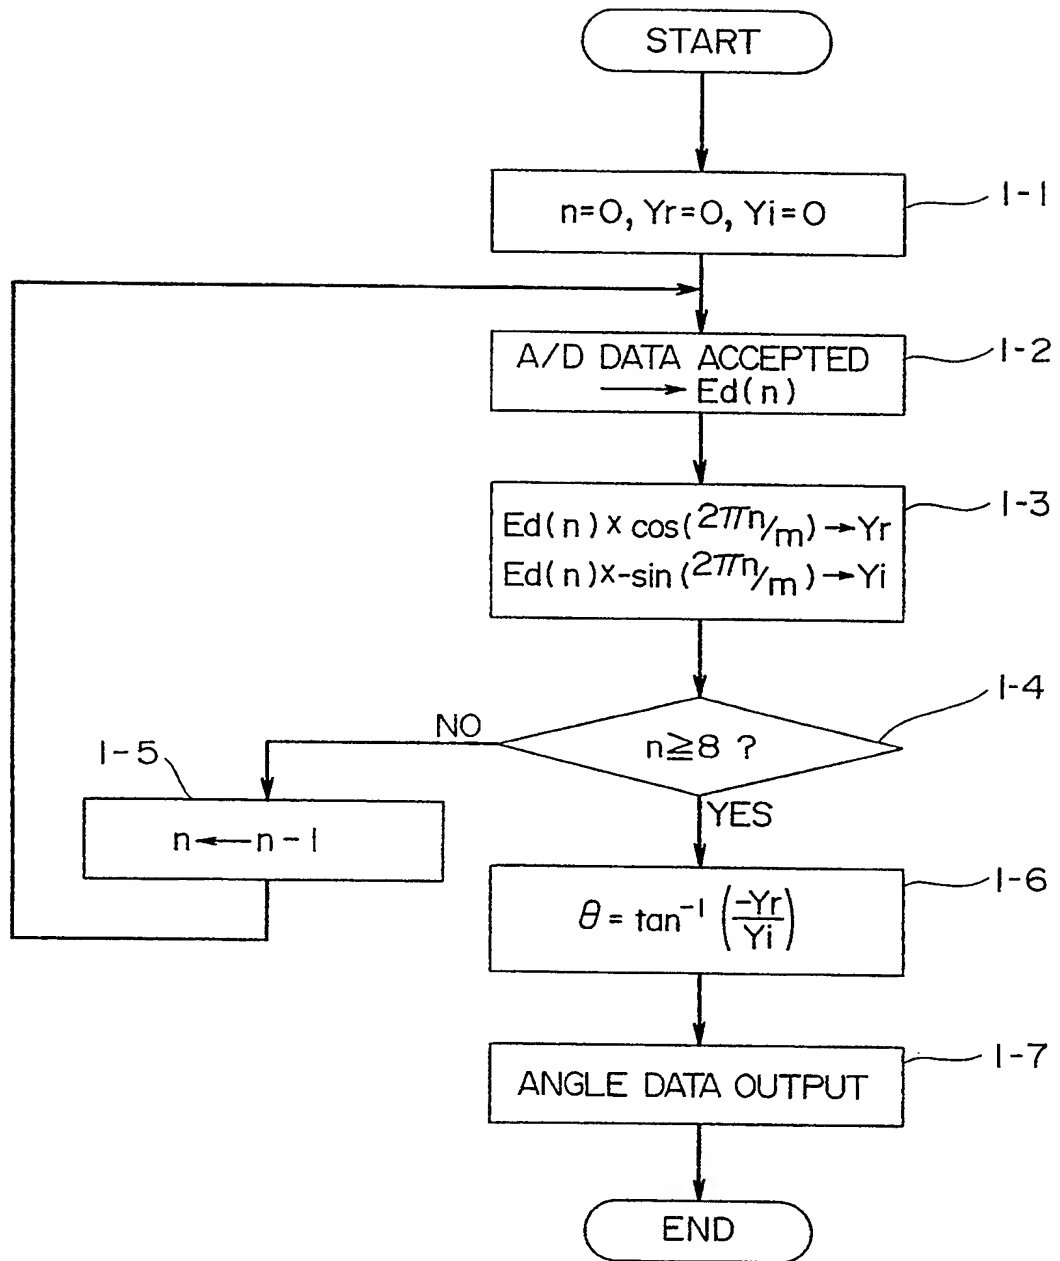 START
n=0, Yr=0, Yi=0
1-1
A/D DATA ACCEPTED
→ Ed(n)
1-2
Ed(n)×cos(2πn/m)→Yr
Ed(n)×-sin(2πn/m)→Yi
1-3
n≧8 ?
1-4
NO
YES
1-5
n←n-1
θ = tan⁻¹ (-Yr/Yi)
1-6
ANGLE DATA OUTPUT
1-7
END